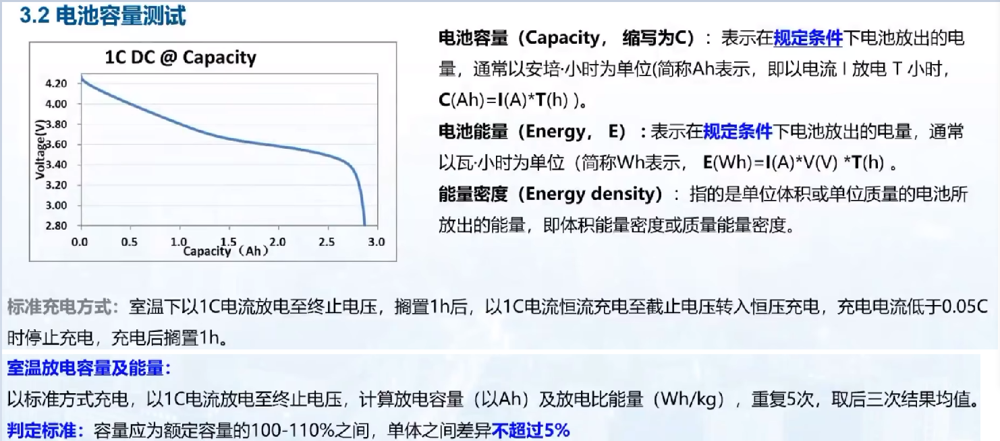 3.2 电池容量测试
1C DC @ Capacity
4.20
4.00
3.80
3.60
3.40
3.20
3.00
2.80
Voltage(V)
0.0 0.5 1.0 1.5 2.0 2.5 3.0
Capacity（Ah）
电池容量（Capacity， 缩写为C）：表示在规定条件下电池放出的电
量，通常以安培·小时为单位(简称Ah表示，即以电流 I 放电 T 小时，
C(Ah)=I(A)*T(h) )。
电池能量（Energy， E）：表示在规定条件下电池放出的电量，通常
以瓦·小时为单位（简称Wh表示， E(Wh)=I(A)*V(V) *T(h) 。
能量密度（Energy density）：指的是单位体积或单位质量的电池所
放出的能量，即体积能量密度或质量能量密度。
标准充电方式：室温下以1C电流放电至终止电压，搁置1h后，以1C电流恒流充电至截止电压转入恒压充电，充电电流低于0.05C
时停止充电，充电后搁置1h。
室温放电容量及能量：
以标准方式充电，以1C电流放电至终止电压，计算放电容量（以Ah）及放电比能量（Wh/kg），重复5次，取后三次结果均值。
判定标准：容量应为额定容量的100-110%之间，单体之间差异不超过5%